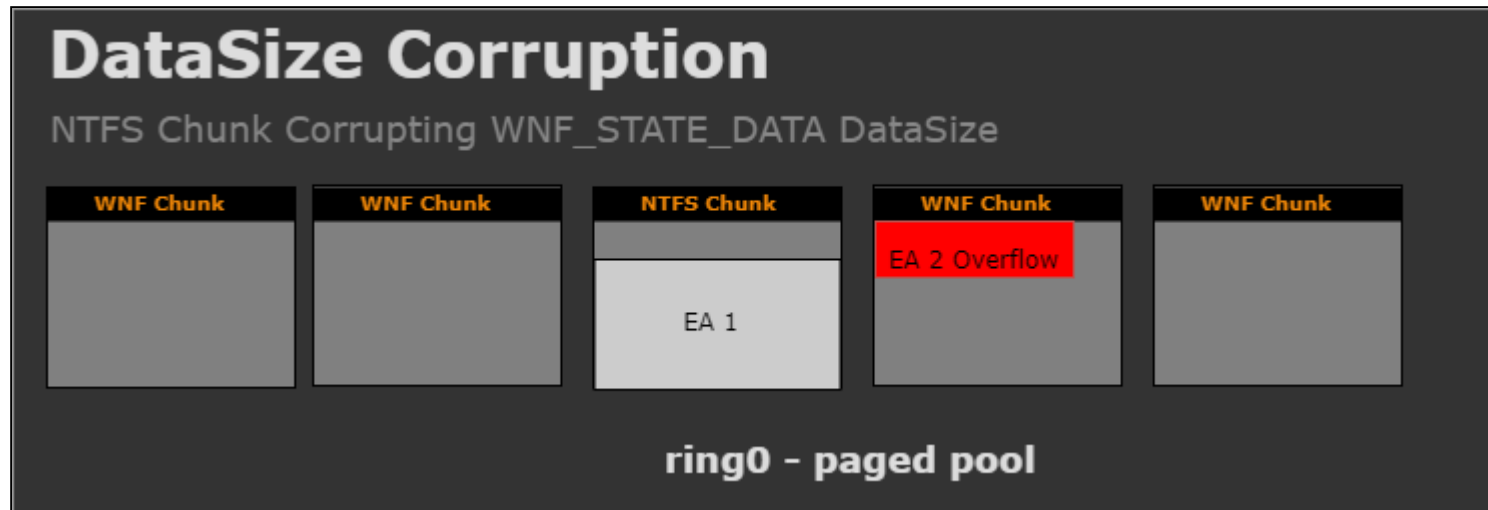 DataSize Corruption
NTFS Chunk Corrupting WNF_STATE_DATA DataSize
WNF Chunk
WNF Chunk
NTFS Chunk
WNF Chunk
WNF Chunk
EA 2 Overflow
EA 1
ring0 - paged pool